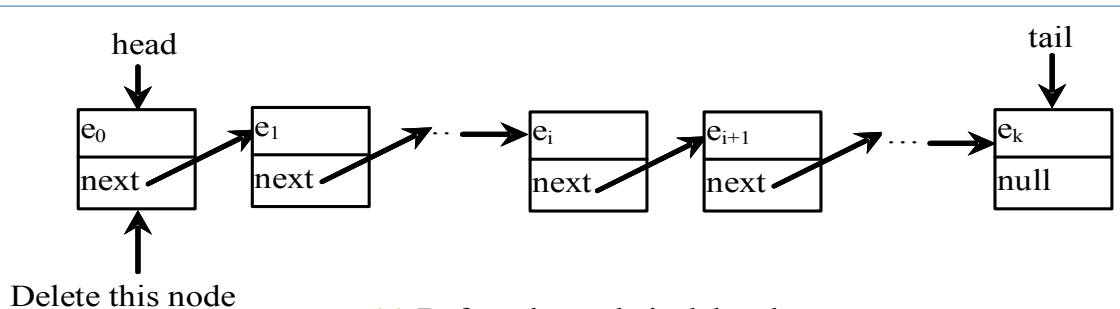 head
tail
e0
e1
ei
ei+1
ek
next
next
...
next
next
...
null
Delete this node